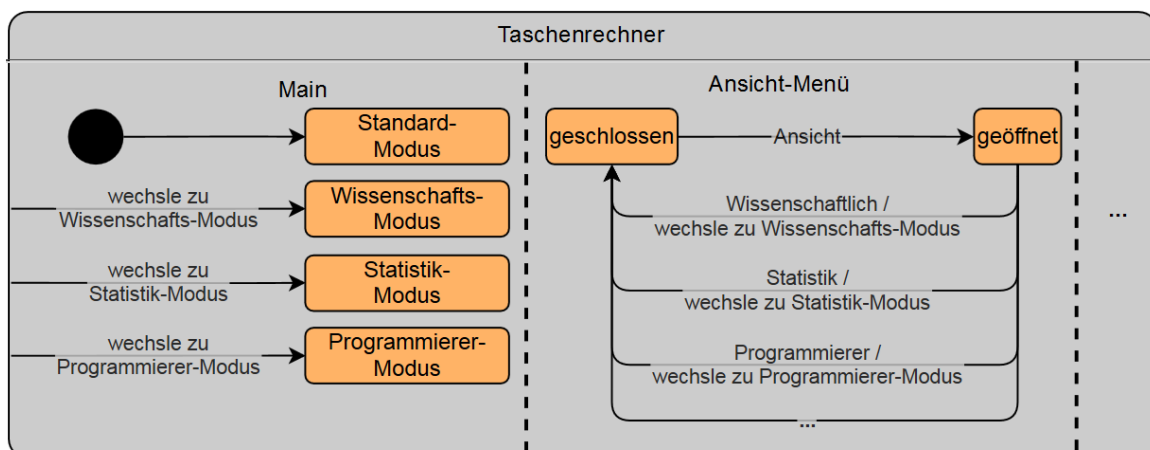 Taschenrechner
Main
Standard-
Modus
wechsle zu
Wissenschafts-Modus
Wissenschafts-
Modus
wechsle zu
Statistik-Modus
Statistik-
Modus
wechsle zu
Programmierer-Modus
Programmierer-
Modus
Ansicht-Menü
geschlossen
Ansicht
geöffnet
Wissenschaftlich /
wechsle zu Wissenschafts-Modus
Statistik /
wechsle zu Statistik-Modus
Programmierer /
wechsle zu Programmierer-Modus
...
...